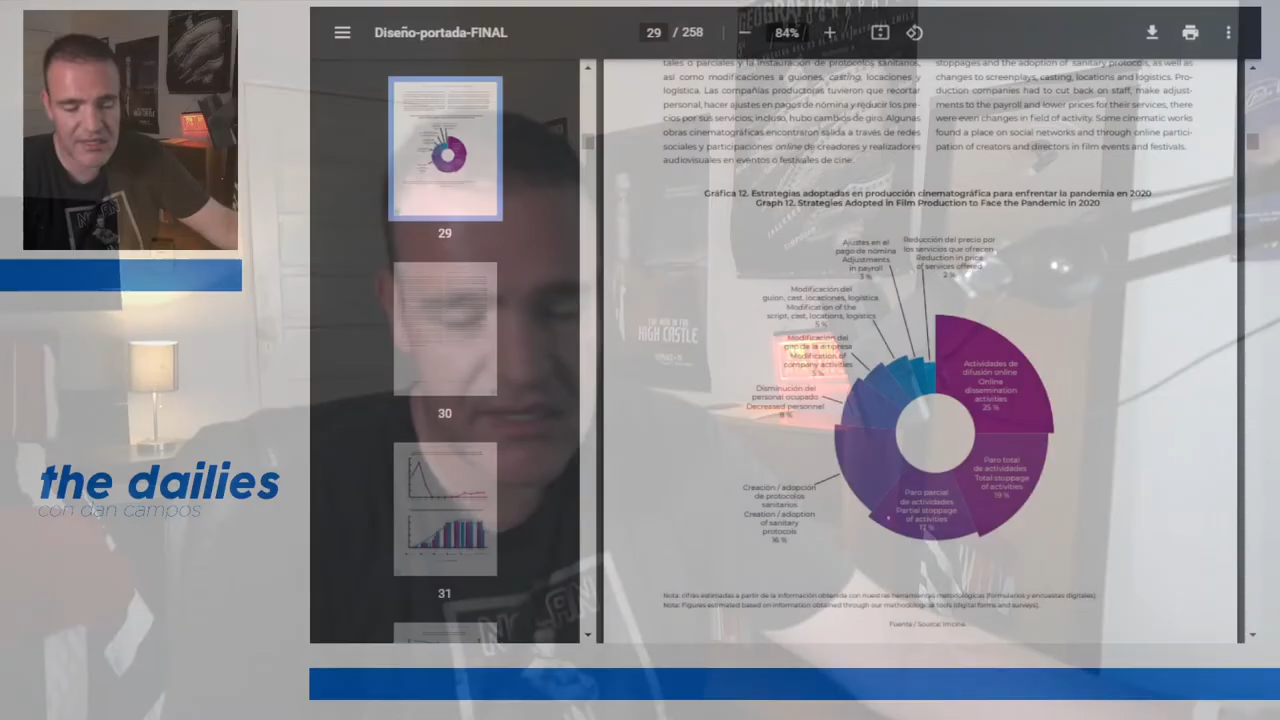 Diseño-portada-FINAL
29 / 258
84%
tales o parciales y la instauración de protocolos sanitarios,
así como modificaciones a guiones, casting, locaciones y
logística. Las compañías productoras tuvieron que recortar
personal, hacer ajustes en pagos de nómina y reducir los pre-
cios por sus servicios; incluso, hubo cambios de giro. Algunas
obras cinematográficas encontraron salida a través de redes
sociales y participaciones online de creadores y realizadores
audiovisuales en eventos o festivales de cine.
stoppages and the adoption of sanitary protocols, as well as
changes to screenplays, casting, locations and logistics. Pro-
duction companies had to cut back on staff, make adjust-
ments to the payroll and lower prices for their services, there
were even changes in field of activity. Some cinematic works
found a place on social networks and through online partici-
pation of creators and directors in film events and festivals.
Gráfica 12. Estrategias adoptadas en producción cinematográfica para enfrentar la pandemia en 2020
Graph 12. Strategies Adopted in Film Production to Face the Pandemic in 2020
Ajustes en el
pago de nómina
Adjustments
in payroll
3 %
Reducción del precio por
los servicios que ofrecen
Reduction in price
of services offered
2 %
Modificación del
guion, cast, locaciones, logística
Modification of the
script, cast, locations, logistics
5 %
Modificación del
giro de la empresa
Modification of
company activities
Disminución del
personal ocupado
Decreased personnel
8 %
Creación / adopción
de protocolos
sanitarios
Creation / adoption
of sanitary
protocols
16 %
Actividades de
difusión online
Online
dissemination
activities
25 %
Paro total
de actividades
Total stoppage
of activities
19 %
Paro parcial
de actividades
Partial stoppage
of activities
17 %
Nota: cifras estimadas a partir de la información obtenida con nuestras herramientas metodológicas (formularios y encuestas digitales).
Note: Figures estimated based on information obtained through our methodological tools (digital forms and surveys).
Fuente / Source: Imcine.
29
30
31
THE MAN IN THE
HIGH CASTLE
the dailies
con dan campos